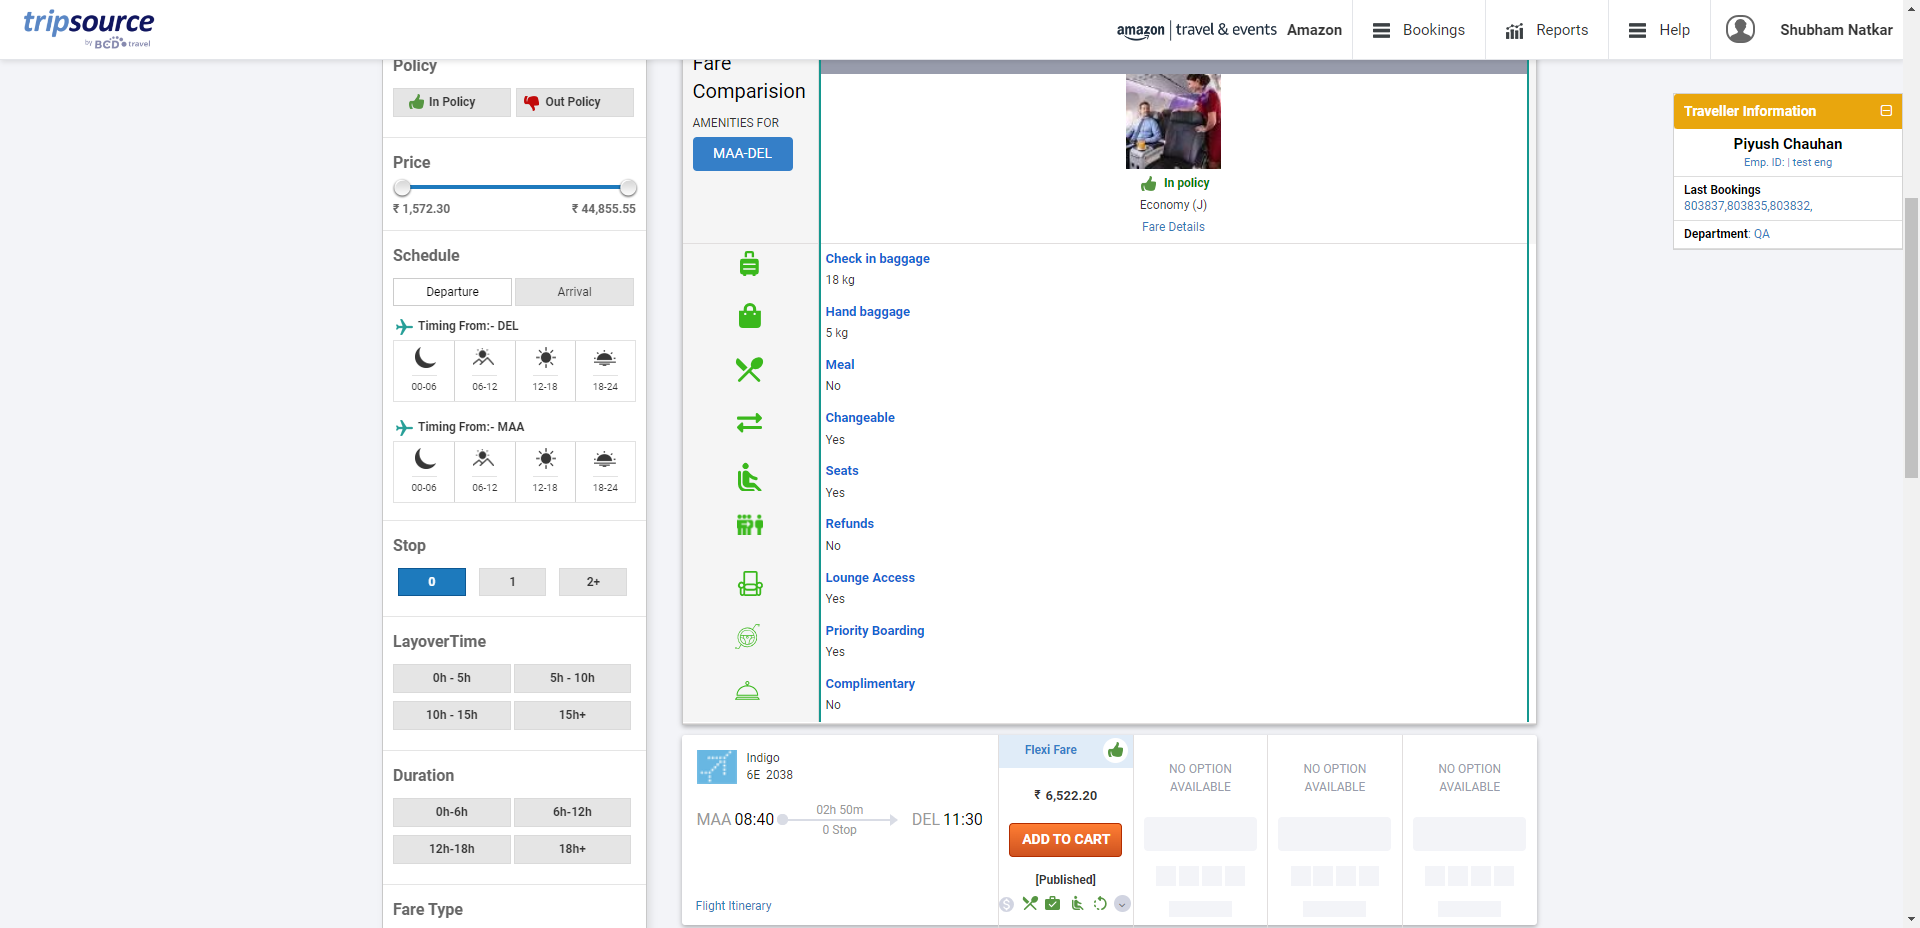 tripsource
by BCD travel
amazon | travel & events Amazon
Bookings
Reports
Help
Shubham Natkar
Policy
In Policy
Out Policy
Price
₹ 1,572.30
₹ 44,855.55
Schedule
Departure
Arrival
Timing From:- DEL
00-06
06-12
12-18
18-24
Timing From:- MAA
00-06
06-12
12-18
18-24
Stop
0
1
2+
LayoverTime
0h - 5h
5h - 10h
10h - 15h
15h+
Duration
0h-6h
6h-12h
12h-18h
18h+
Fare Type
Fare
Comparision
AMENITIES FOR
MAA-DEL
In policy
Economy (J)
Fare Details
Check in baggage
18 kg
Hand baggage
5 kg
Meal
No
Changeable
Yes
Seats
Yes
Refunds
No
Lounge Access
Yes
Priority Boarding
Yes
Complimentary
No
Indigo
6E 2038
MAA 08:40
02h 50m
0 Stop
DEL 11:30
Flight Itinerary
Flexi Fare
₹ 6,522.20
ADD TO CART
[Published]
NO OPTION
AVAILABLE
NO OPTION
AVAILABLE
NO OPTION
AVAILABLE
Traveller Information
Piyush Chauhan
Emp. ID: | test eng
Last Bookings
803837,803835,803832,
Department: QA